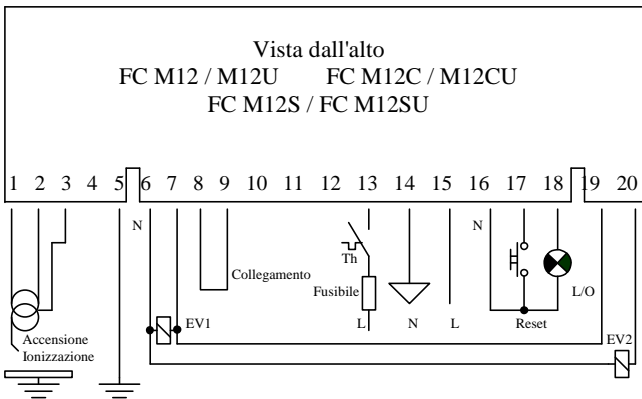 Vista dall'alto
FC M12 / M12U FC M12C / M12CU
FC M12S / FC M12SU
1 2 3 4 5 6 7 8 9 10 11 12 13 14 15 16 17 18 19 20
N N
Th
Collegamento
Fusibile
L/O
L N L Reset
EV1
EV2
Accensione
Ionizzazione